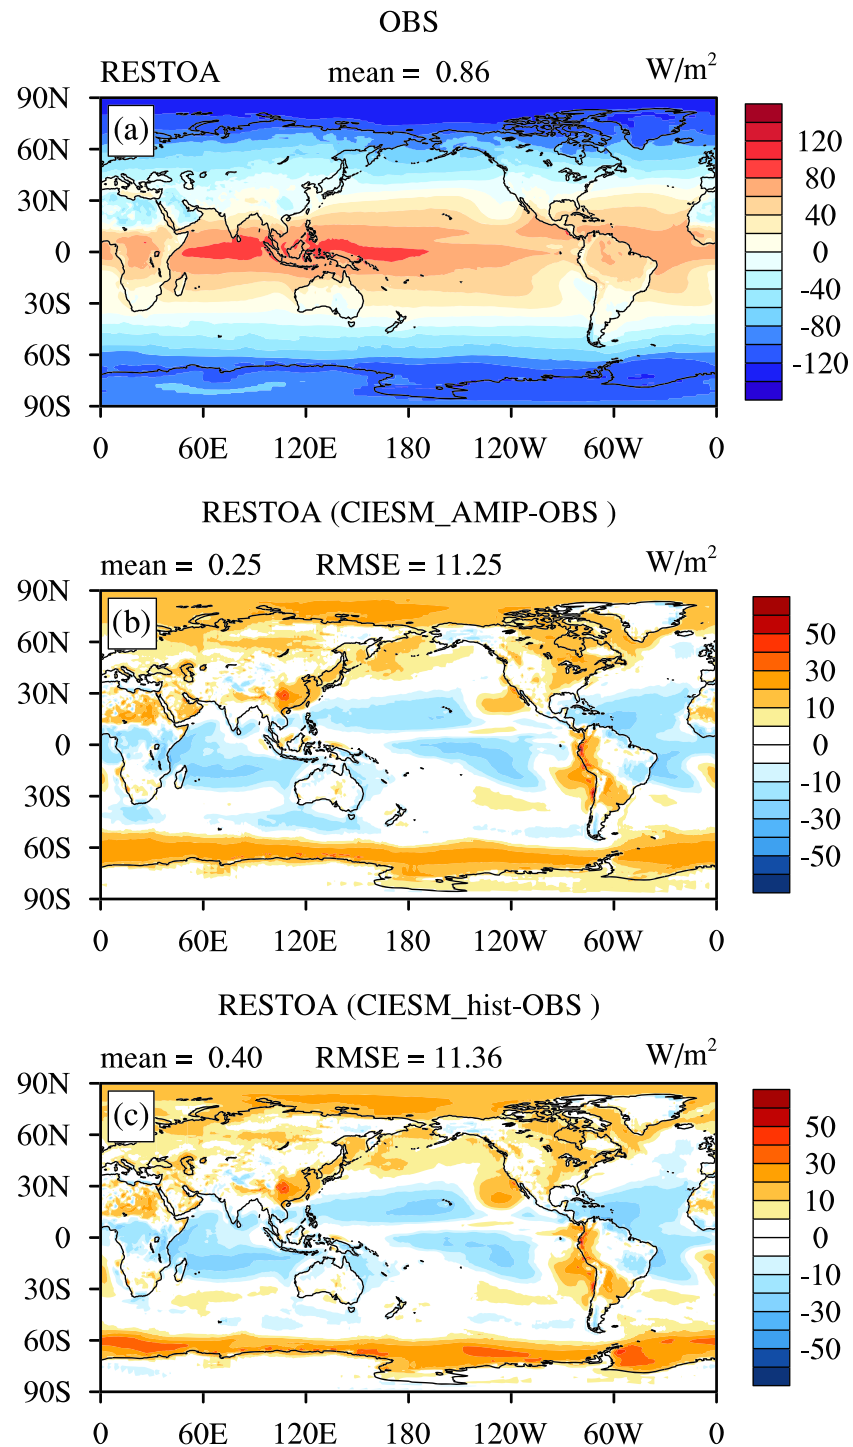 OBS
RESTOA mean = 0.86 W/m²
(a)
90N
60N
30N
0
30S
60S
90S
0 60E 120E 180 120W 60W 0
120
80
40
0
-40
-80
-120
RESTOA (CIESM_AMIP-OBS )
mean = 0.25 RMSE = 11.25 W/m²
(b)
90N
60N
30N
0
30S
60S
90S
0 60E 120E 180 120W 60W 0
50
30
10
0
-10
-30
-50
RESTOA (CIESM_hist-OBS )
mean = 0.40 RMSE = 11.36 W/m²
(c)
90N
60N
30N
0
30S
60S
90S
0 60E 120E 180 120W 60W 0
50
30
10
0
-10
-30
-50